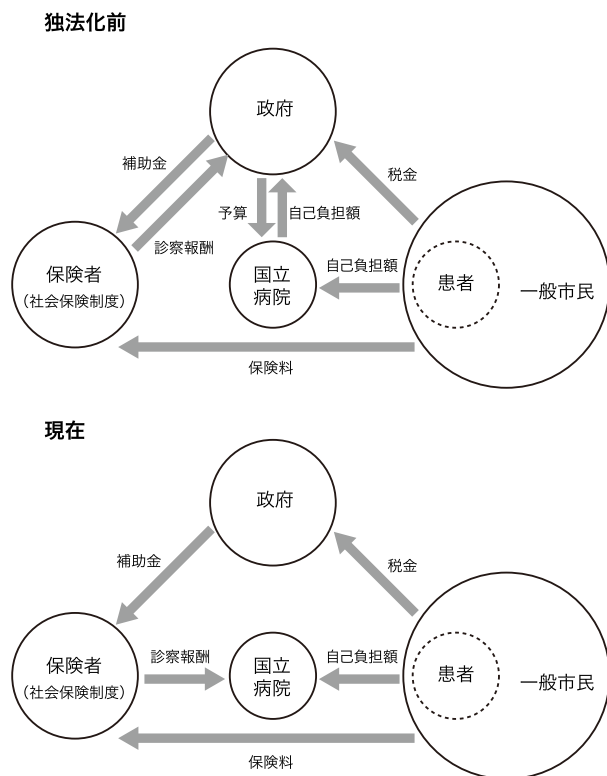 独法化前
政府
補助金
税金
診察報酬
予算
自己負担額
保険者
（社会保険制度）
国立
病院
自己負担額
患者
一般市民
保険料
現在
政府
補助金
税金
保険者
（社会保険制度）
診察報酬
国立
病院
自己負担額
患者
一般市民
保険料